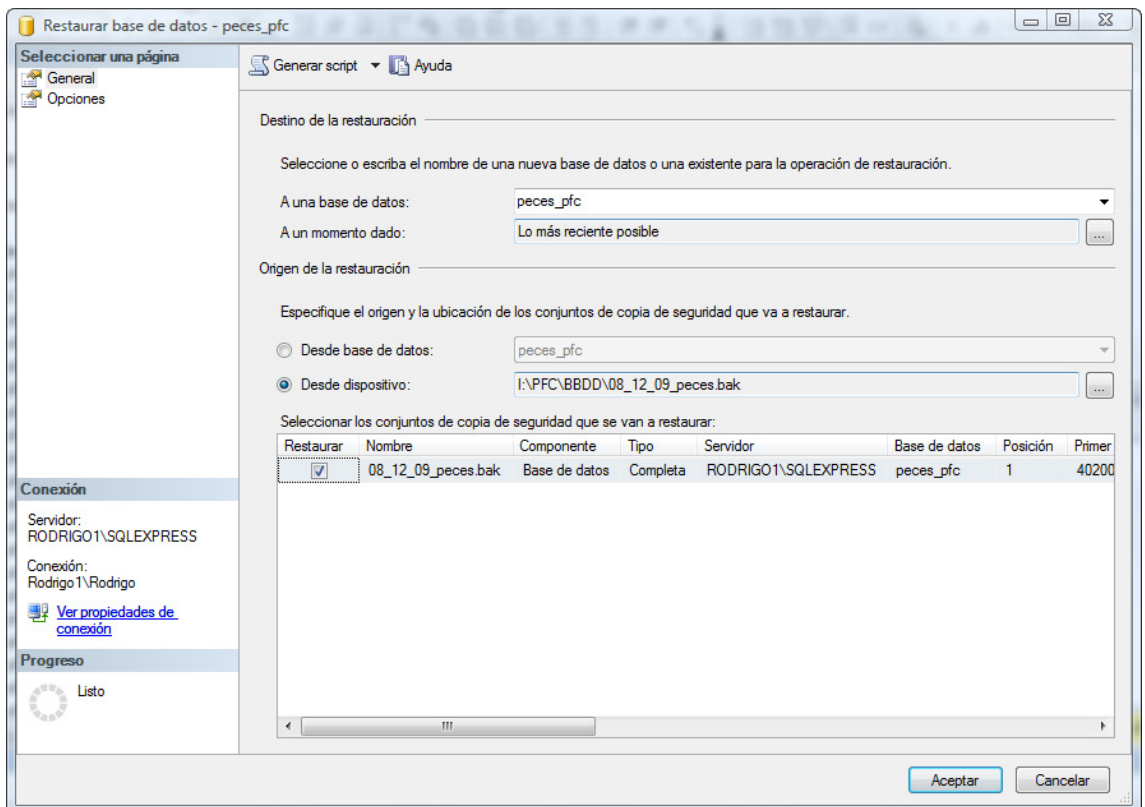 Restaurar base de datos - peces_pfc
Seleccionar una página
General
Opciones
Generar script
Ayuda
Destino de la restauración
Seleccione o escriba el nombre de una nueva base de datos o una existente para la operación de restauración.
A una base de datos:
peces_pfc
A un momento dado:
Lo más reciente posible
...
Origen de la restauración
Especifique el origen y la ubicación de los conjuntos de copia de seguridad que va a restaurar.
Desde base de datos:
peces_pfc
Desde dispositivo:
I:\PFC\BBDD\08_12_09_peces.bak
...
Seleccionar los conjuntos de copia de seguridad que se van a restaurar:
Restaurar Nombre Componente Tipo Servidor Base de datos Posición Primer
08_12_09_peces.bak Base de datos Completa RODRIGO1\SQLEXPRESS peces_pfc 1 40200
Conexión
Servidor:
RODRIGO1\SQLEXPRESS
Conexión:
Rodrigo1\Rodrigo
Ver propiedades de
conexión
Progreso
Listo
Aceptar
Cancelar